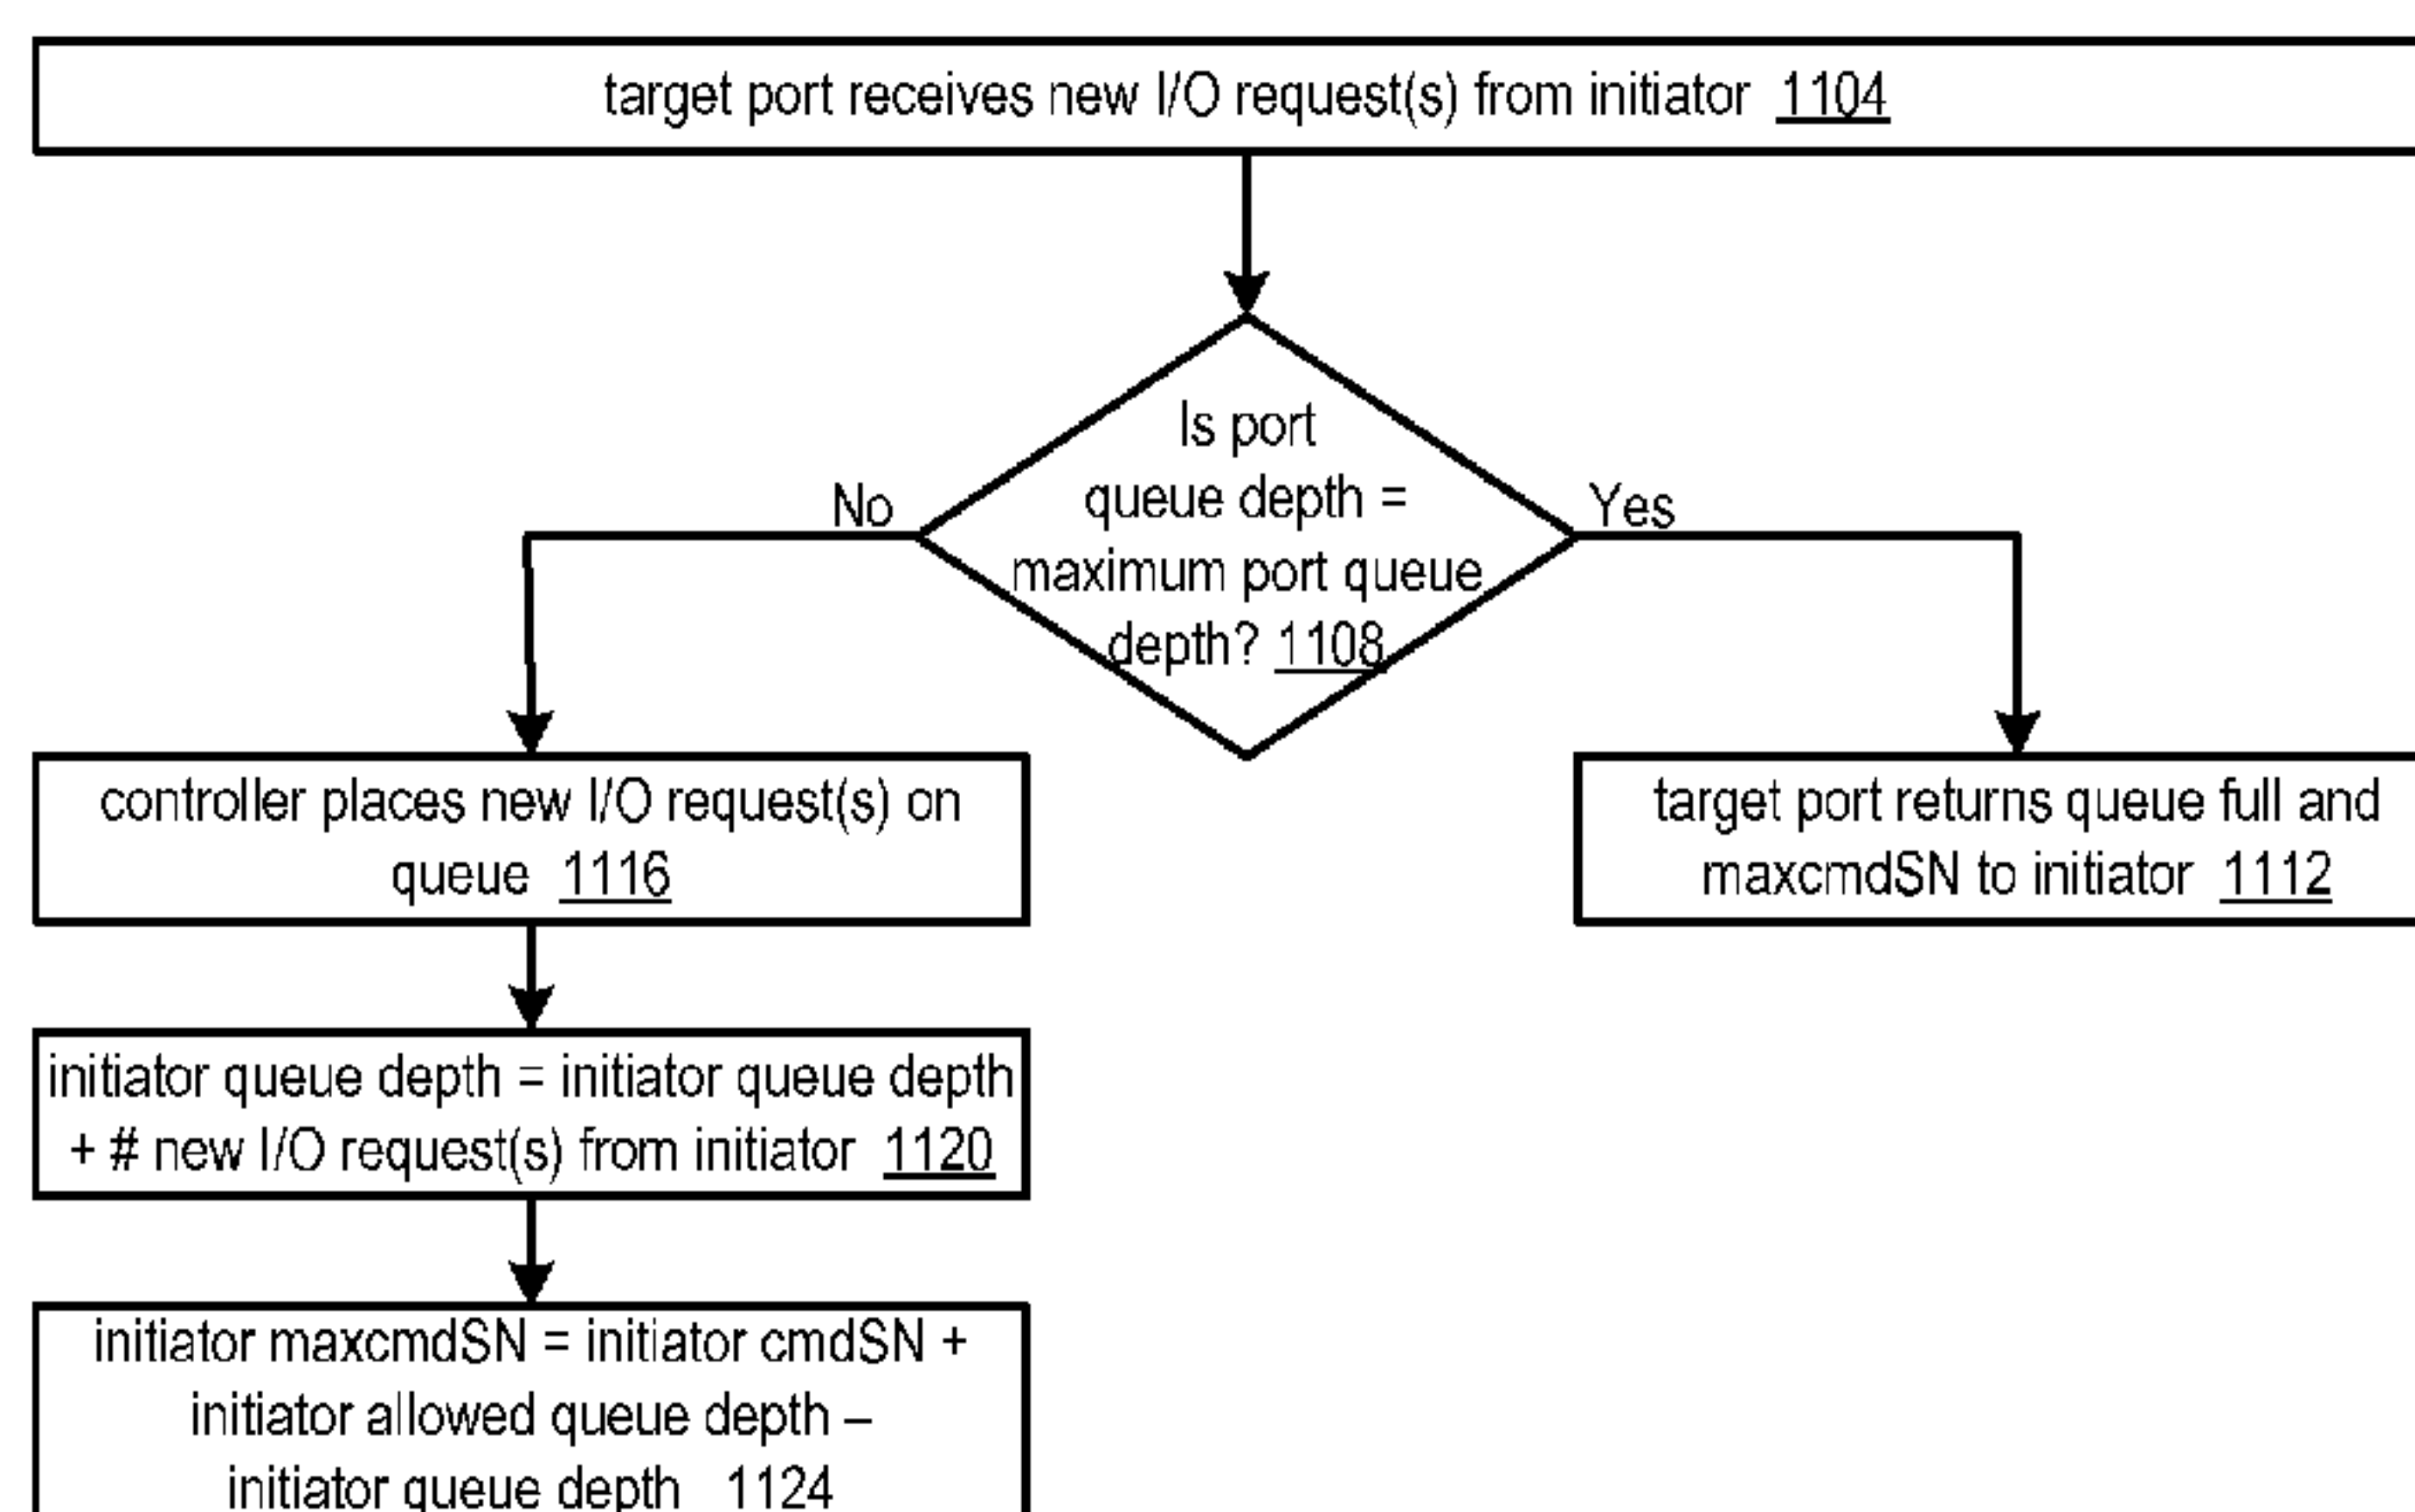 target port receives new I/O request(s) from initiator 1104
Is port
queue depth =
maximum port queue
depth? 1108
No
Yes
controller places new I/O request(s) on
queue 1116
target port returns queue full and
maxcmdSN to initiator 1112
initiator queue depth = initiator queue depth
+ # new I/O request(s) from initiator 1120
initiator maxcmdSN = initiator cmdSN +
initiator allowed queue depth –
initiator queue depth 1124